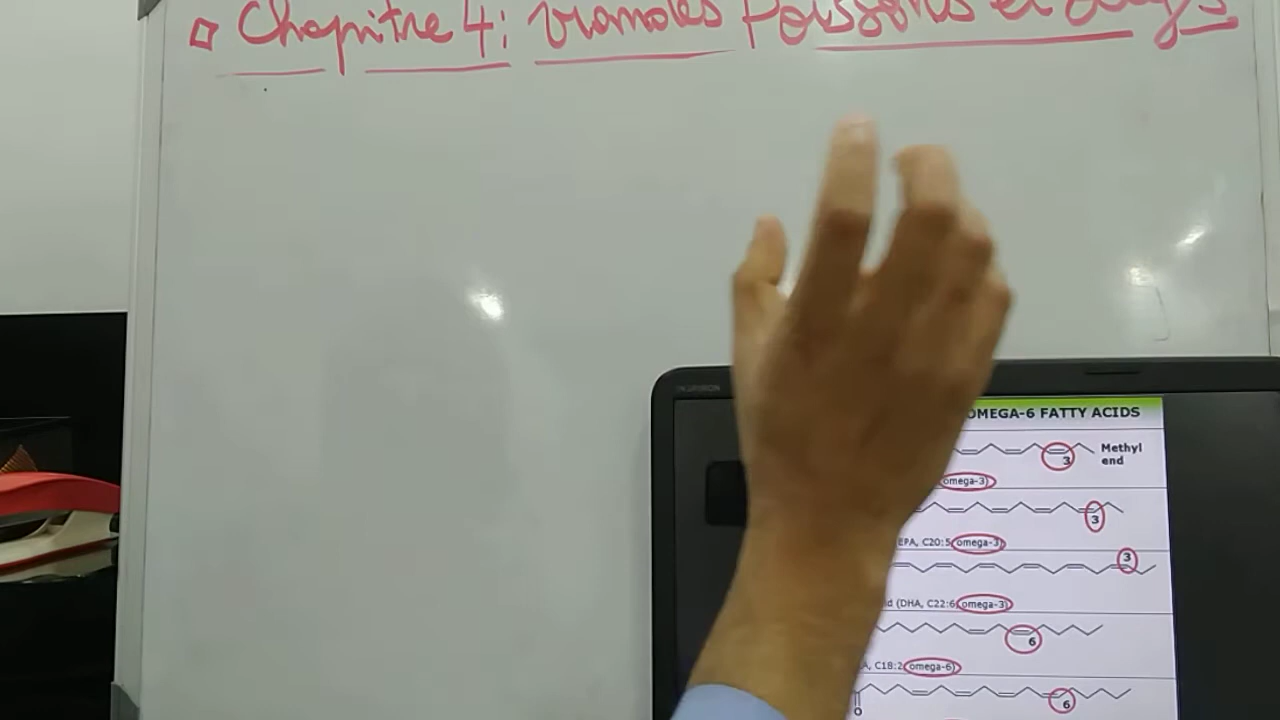 Chapitre 4: viandes Poissons et Œufs
OMEGA-6 FATTY ACIDS
3
Methyl
end
omega-3)
3
EPA, C20:5 omega-3)
3
d (DHA, C22:6 omega-3)
6
A, C18:2 omega-6)
6
O